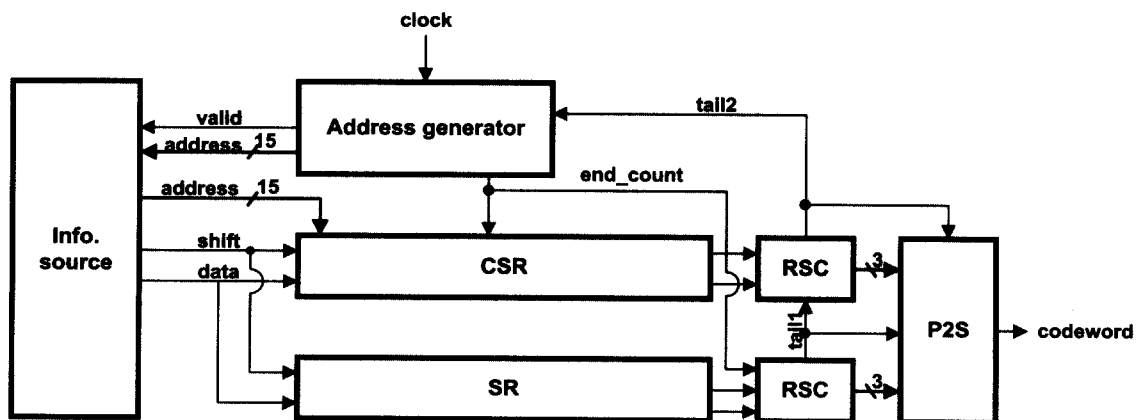 clock
tail2
valid
Address generator
address 15
end_count
address 15
Info.
source
shift
CSR
RSC
3
data
tail1
P2S
codeword
SR
RSC
3